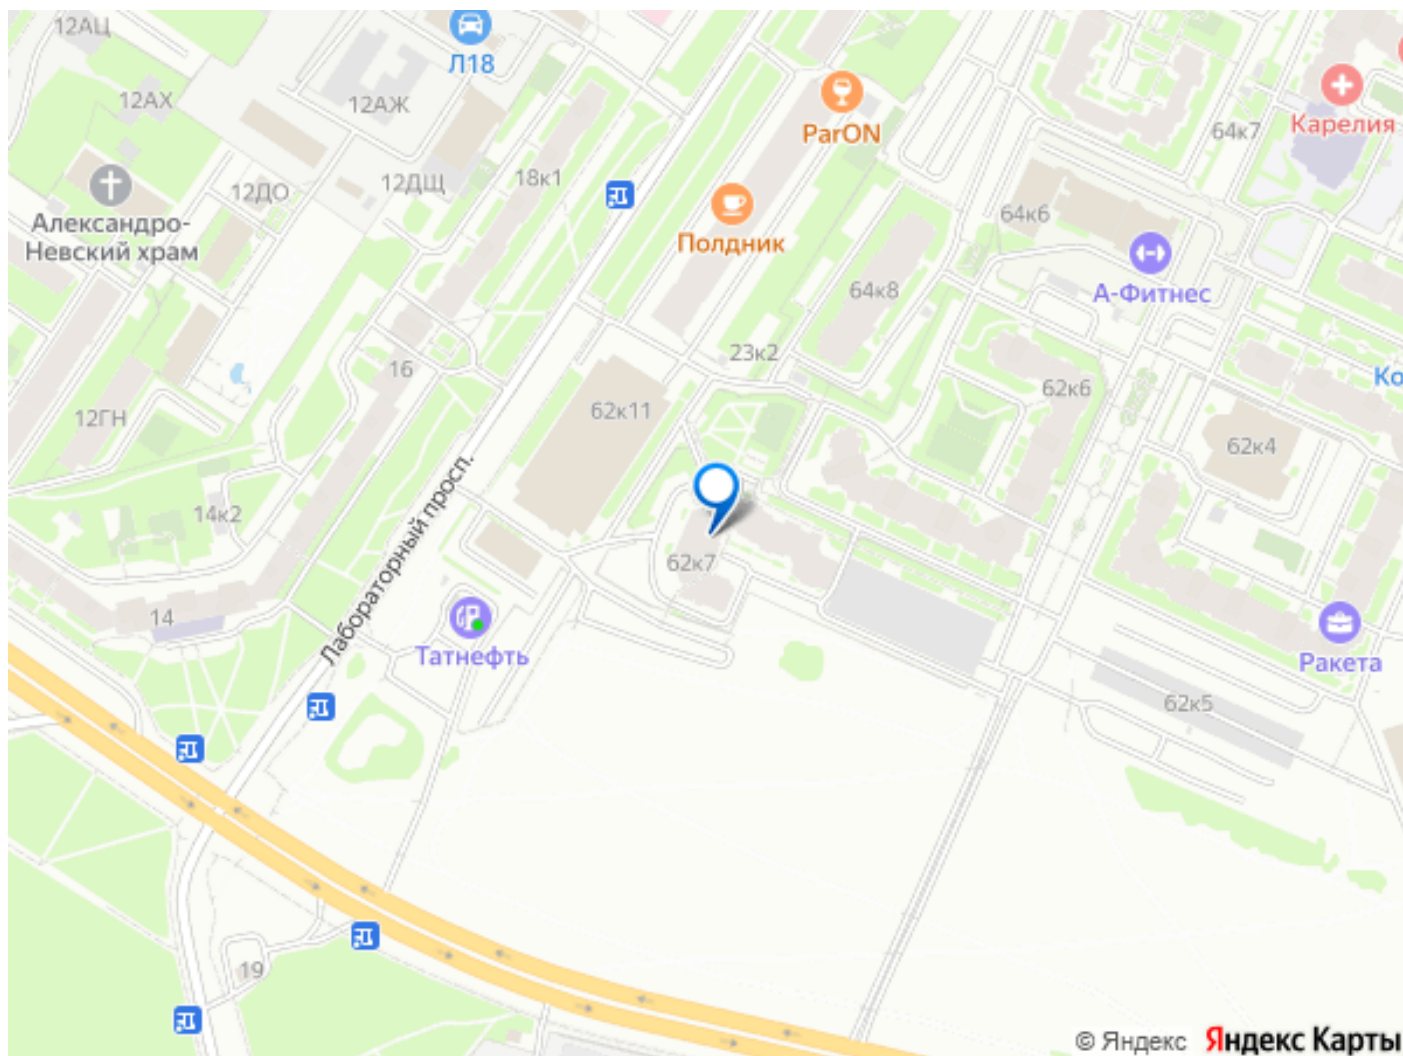 12АЦ
Л18
12АХ
12АЖ
ParON
Карелия
64к7
12ДО
12ДЩ
18к1
64к6
Александро-
Невский храм
Полдник
64к8
А-Фитнес
23к2
16
Ко
62к6
12ГН
62к11
62к4
14к2
Лабораторный просп.
62к7
14
Татнефть
Ракета
62к5
19
© Яндекс Яндекс Карты